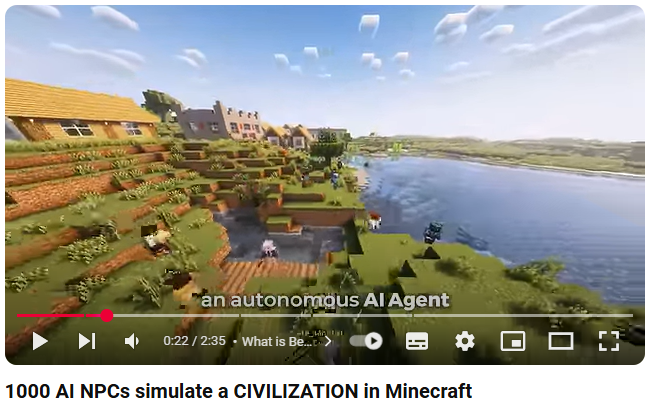 an autonomous AI Agent
0:22 / 2:35 • What is Be...
1000 AI NPCs simulate a CIVILIZATION in Minecraft